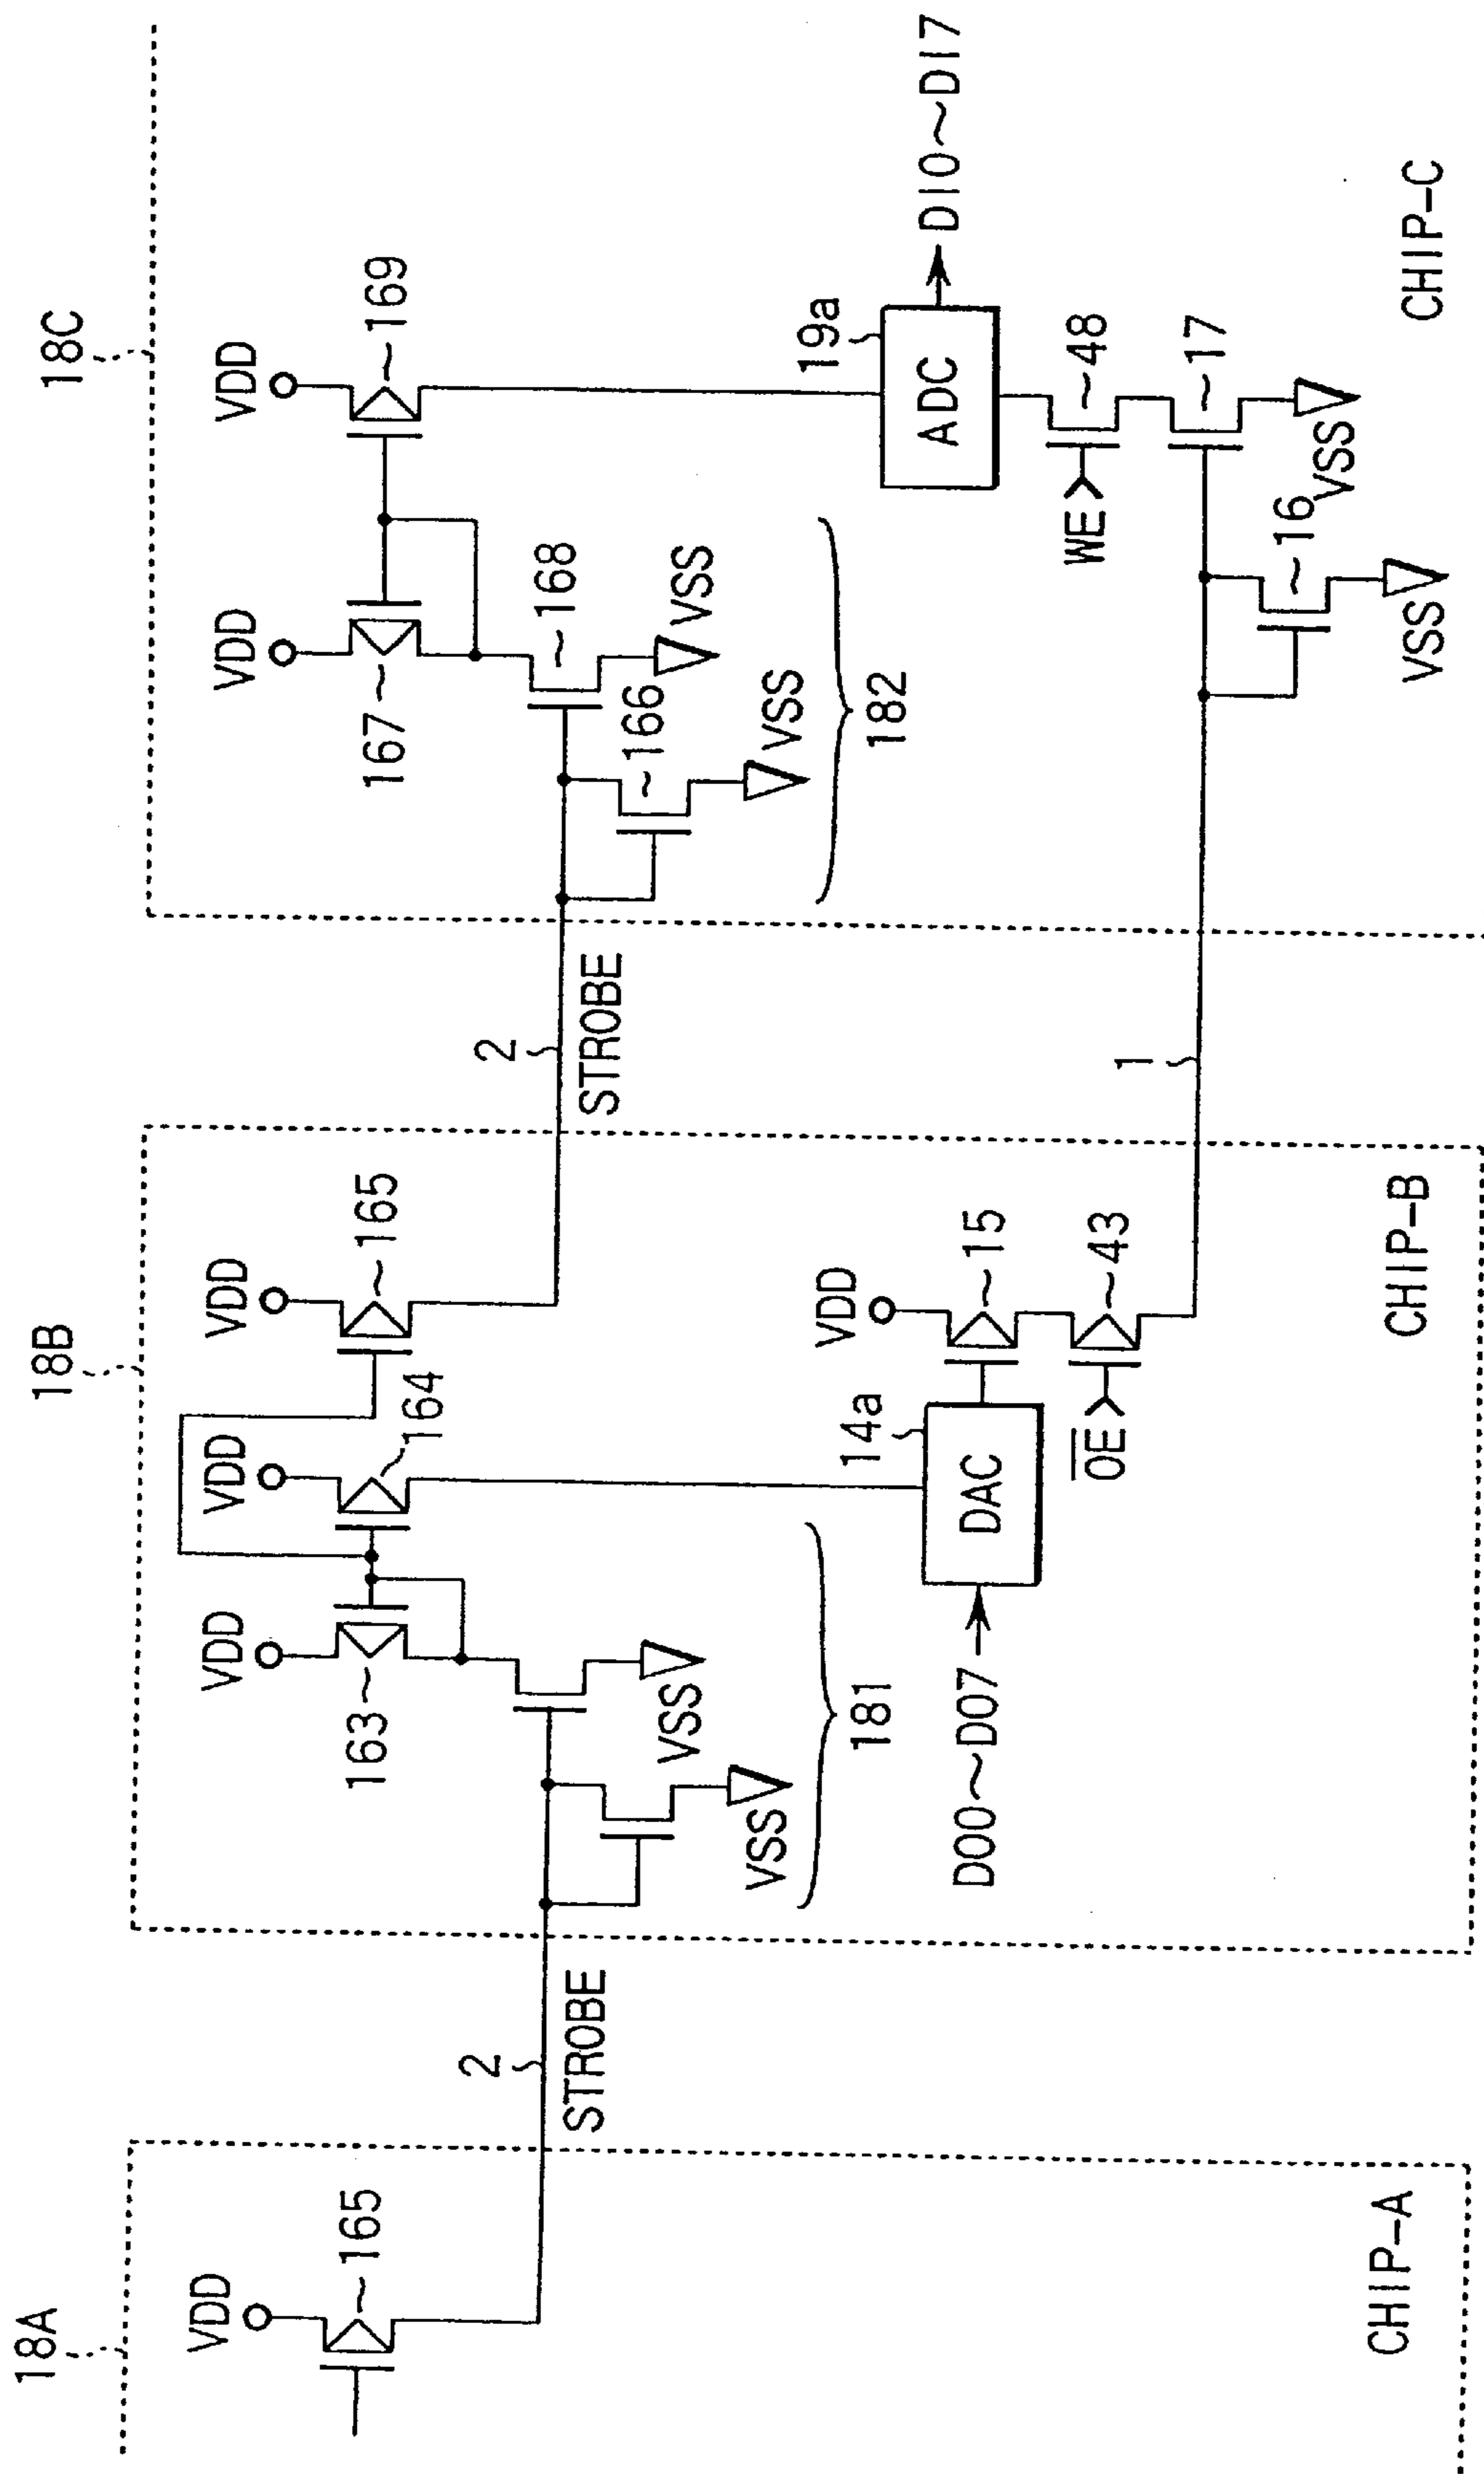 18A
18B
18C
VDD
165
VDD
163
VDD
164
VDD
165
VDD
167
VDD
169
2
STROBE
VSS
VSS
181
2
STROBE
166
168
VSS
VSS
182
DO0~DO7
DAC
14a
VDD
15
OE
43
1
19a
ADC
DI0~DI7
WE
48
17
16
VSS
VSS
CHIP-A
CHIP-B
CHIP-C